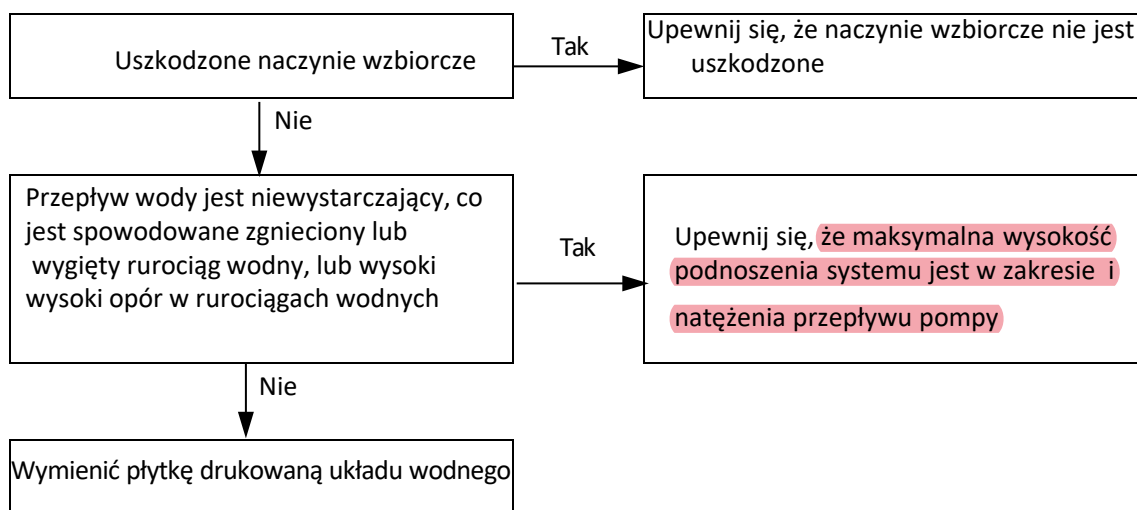 Uszkodzone naczynie wzbiorcze
Tak
Upewnij się, że naczynie wzbiorcze nie jest
uszkodzone
Nie
Przepływ wody jest niewystarczający, co
jest spowodowane zgnieciony lub
wygięty rurociąg wodny, lub wysoki
wysoki opór w rurociągach wodnych
Tak
Upewnij się, że maksymalna wysokość
podnoszenia systemu jest w zakresie i
natężenia przepływu pompy
Nie
Wymienić płytkę drukowaną układu wodnego